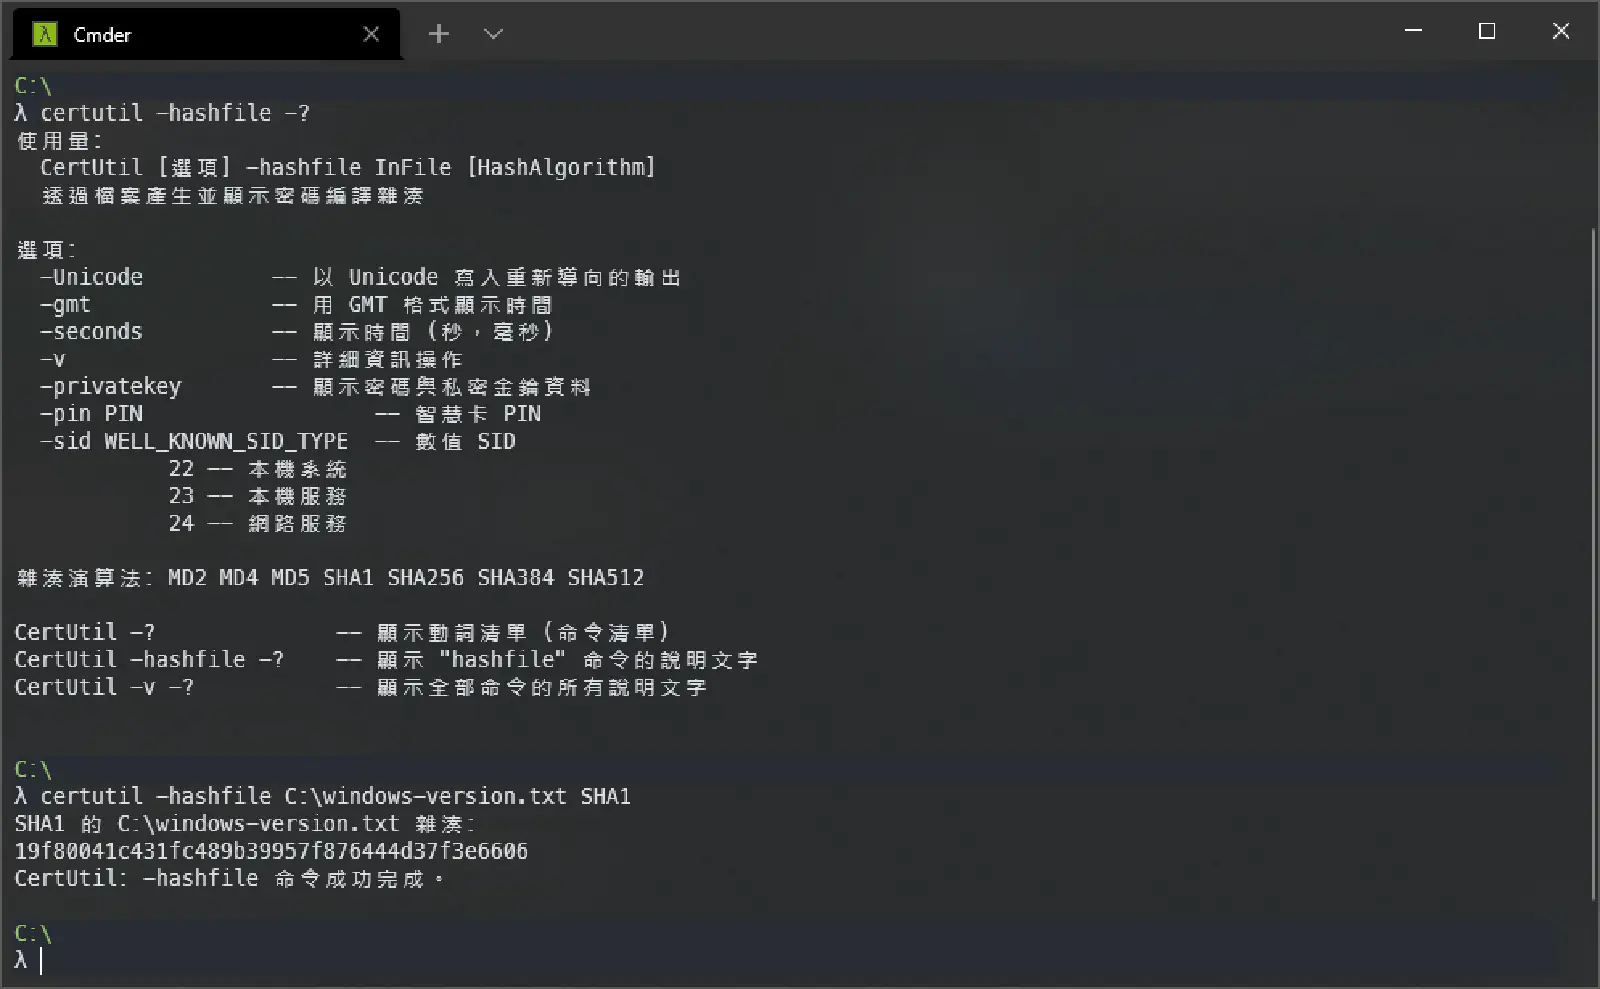 Cmder
C:\
λ certutil -hashfile -?
使用量:
CertUtil [選項] -hashfile InFile [HashAlgorithm]
透過檔案產生並顯示密碼編譯雜湊
選項:
-Unicode -- 以 Unicode 寫入重新導向的輸出
-gmt -- 用 GMT 格式顯示時間
-seconds -- 顯示時間 (秒，毫秒)
-v -- 詳細資訊操作
-privatekey -- 顯示密碼與私密金鑰資料
-pin PIN -- 智慧卡 PIN
-sid WELL_KNOWN_SID_TYPE -- 數值 SID
22 -- 本機系統
23 -- 本機服務
24 -- 網路服務
雜湊演算法: MD2 MD4 MD5 SHA1 SHA256 SHA384 SHA512
CertUtil -? -- 顯示動詞清單 (命令清單)
CertUtil -hashfile -? -- 顯示 "hashfile" 命令的說明文字
CertUtil -v -? -- 顯示全部命令的所有說明文字
C:\
λ certutil -hashfile C:\windows-version.txt SHA1
SHA1 的 C:\windows-version.txt 雜湊:
19f80041c431fc489b39957f876444d37f3e6606
CertUtil: -hashfile 命令成功完成。
C:\
λ